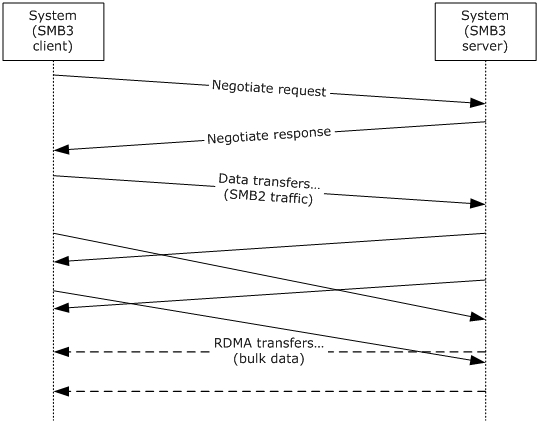 System
(SMB3
client)
System
(SMB3
server)
Negotiate request
Negotiate response
Data transfers...
(SMB2 traffic)
RDMA transfers...
(bulk data)